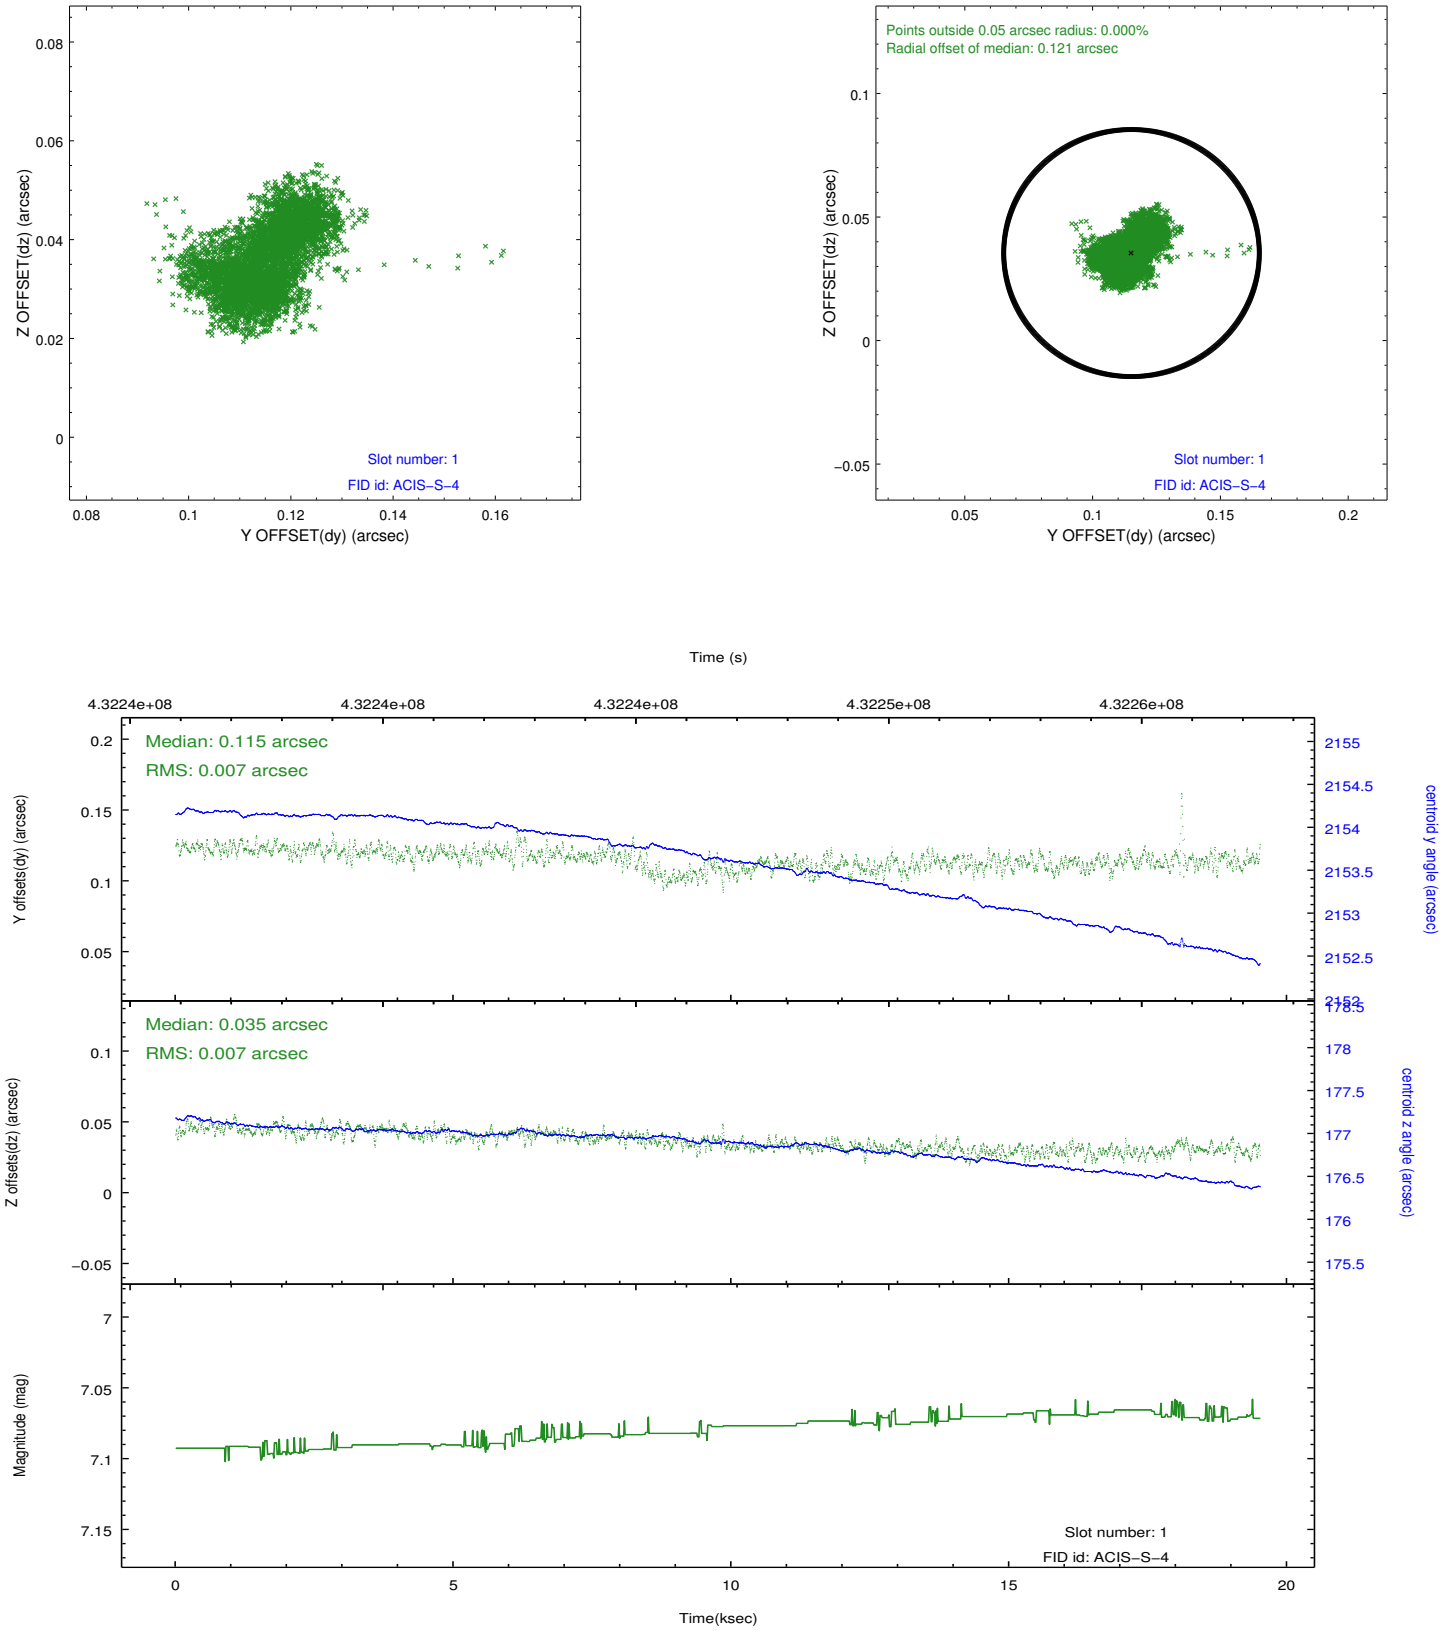 0.08
0.06
0.04
0.02
0
Z OFFSET(dz) (arcsec)
0.08 0.1 0.12 0.14 0.16
Y OFFSET(dy) (arcsec)
Slot number: 1
FID id: ACIS−S−4
Points outside 0.05 arcsec radius: 0.000%
Radial offset of median: 0.121 arcsec
0.1
0.05
0
−0.05
Z OFFSET(dz) (arcsec)
0.05 0.1 0.15 0.2
Y OFFSET(dy) (arcsec)
Slot number: 1
FID id: ACIS−S−4
Time (s)
4.3224e+08 4.3224e+08 4.3224e+08 4.3225e+08 4.3226e+08
Median: 0.115 arcsec
RMS: 0.007 arcsec
0.2
0.15
0.1
0.05
Y offsets(dy) (arcsec)
2155
2154.5
2154
2153.5
2153
2152.5
2152
centroid y angle (arcsec)
Median: 0.035 arcsec
RMS: 0.007 arcsec
0.1
0.05
0
−0.05
Z offsets(dz) (arcsec)
178.5
178
177.5
177
176.5
176
175.5
centroid z angle (arcsec)
7
7.05
7.1
7.15
Magnitude (mag)
Slot number: 1
FID id: ACIS−S−4
0 5 10 15 20
Time(ksec)